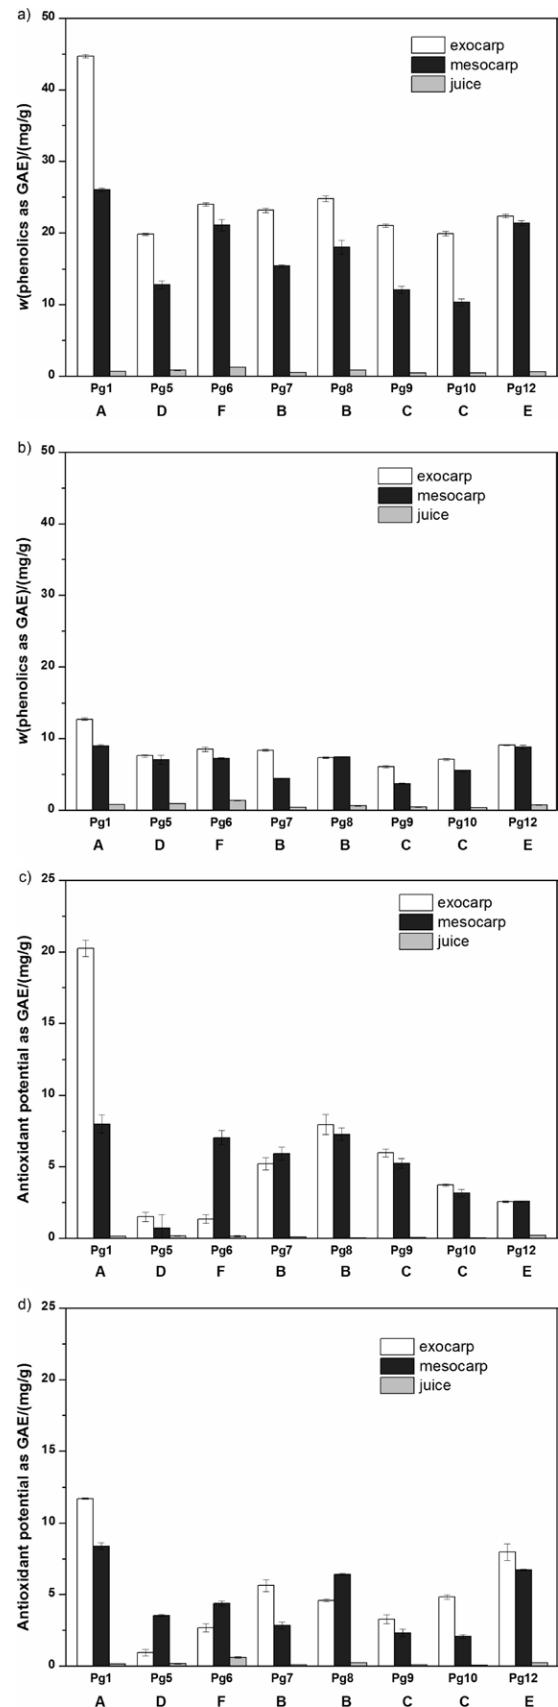 a)
50
40
30
20
10
0
w(phenolics as GAE)/(mg/g)
exocarp
mesocarp
juice
Pg1 Pg5 Pg6 Pg7 Pg8 Pg9 Pg10 Pg12
A D F B B C C E
b)
50
40
30
20
10
0
w(phenolics as GAE)/(mg/g)
exocarp
mesocarp
juice
Pg1 Pg5 Pg6 Pg7 Pg8 Pg9 Pg10 Pg12
A D F B B C C E
c)
25
20
15
10
5
0
Antioxidant potential as GAE/(mg/g)
exocarp
mesocarp
juice
Pg1 Pg5 Pg6 Pg7 Pg8 Pg9 Pg10 Pg12
A D F B B C C E
d)
25
20
15
10
5
0
Antioxidant potential as GAE/(mg/g)
exocarp
mesocarp
juice
Pg1 Pg5 Pg6 Pg7 Pg8 Pg9 Pg10 Pg12
A D F B B C C E